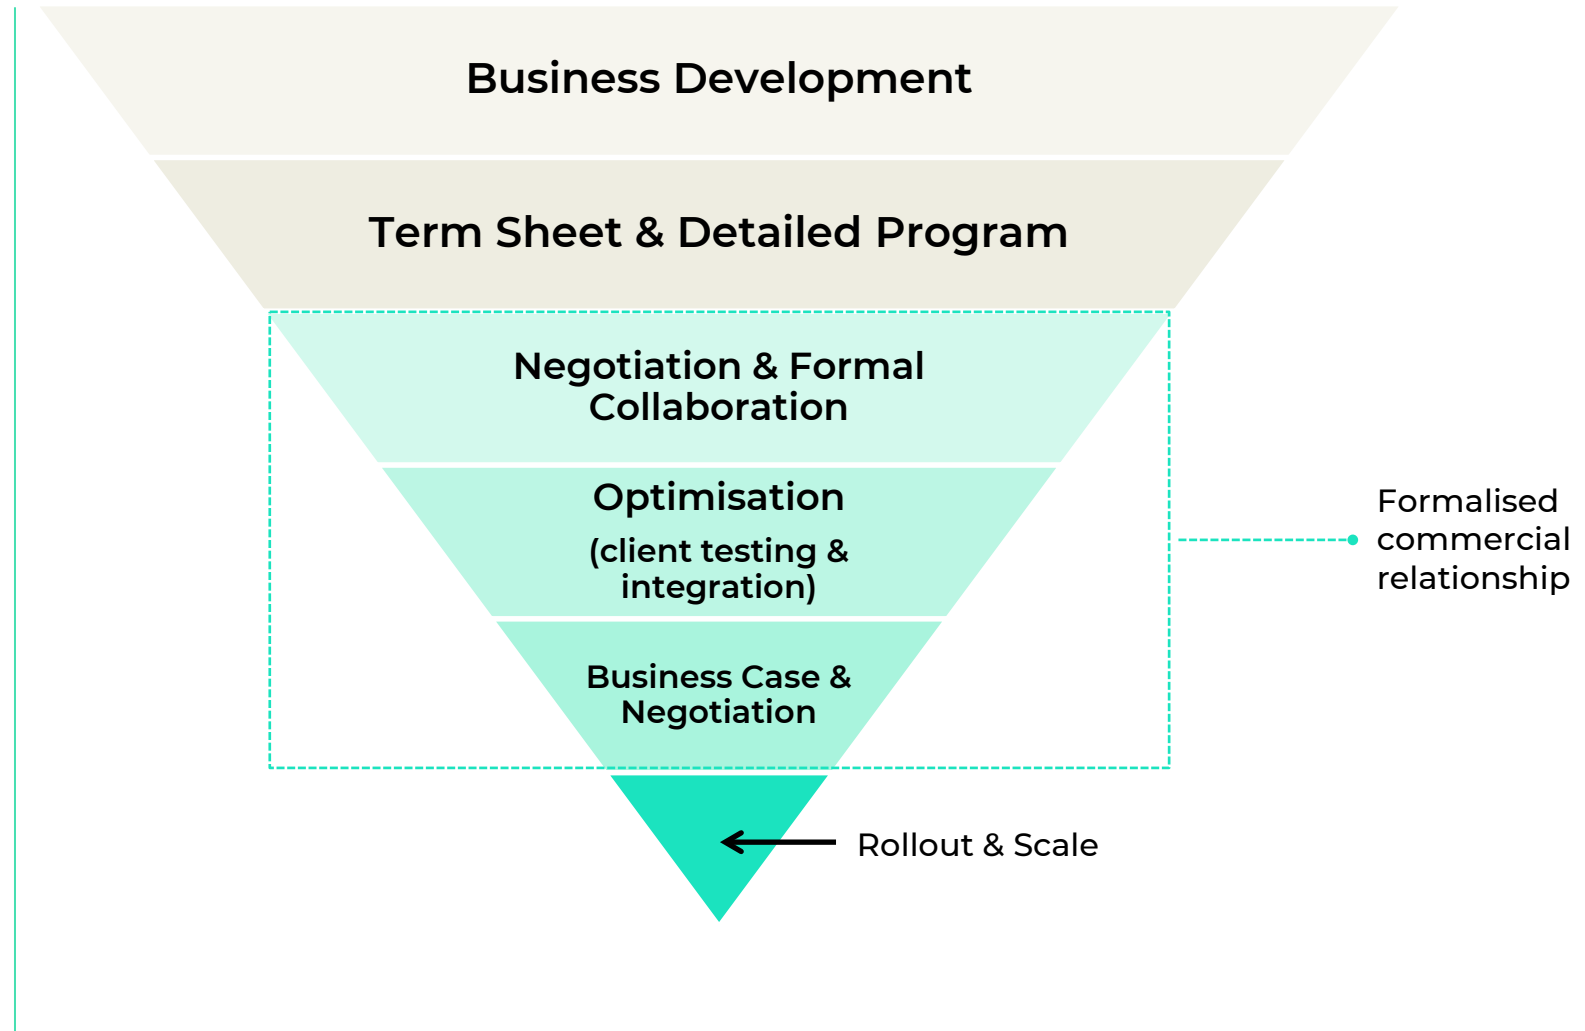 Business Development
Term Sheet & Detailed Program
Negotiation & Formal
Collaboration
Optimisation
(client testing &
integration)
Business Case &
Negotiation
Formalised
commercial
relationship
Rollout & Scale